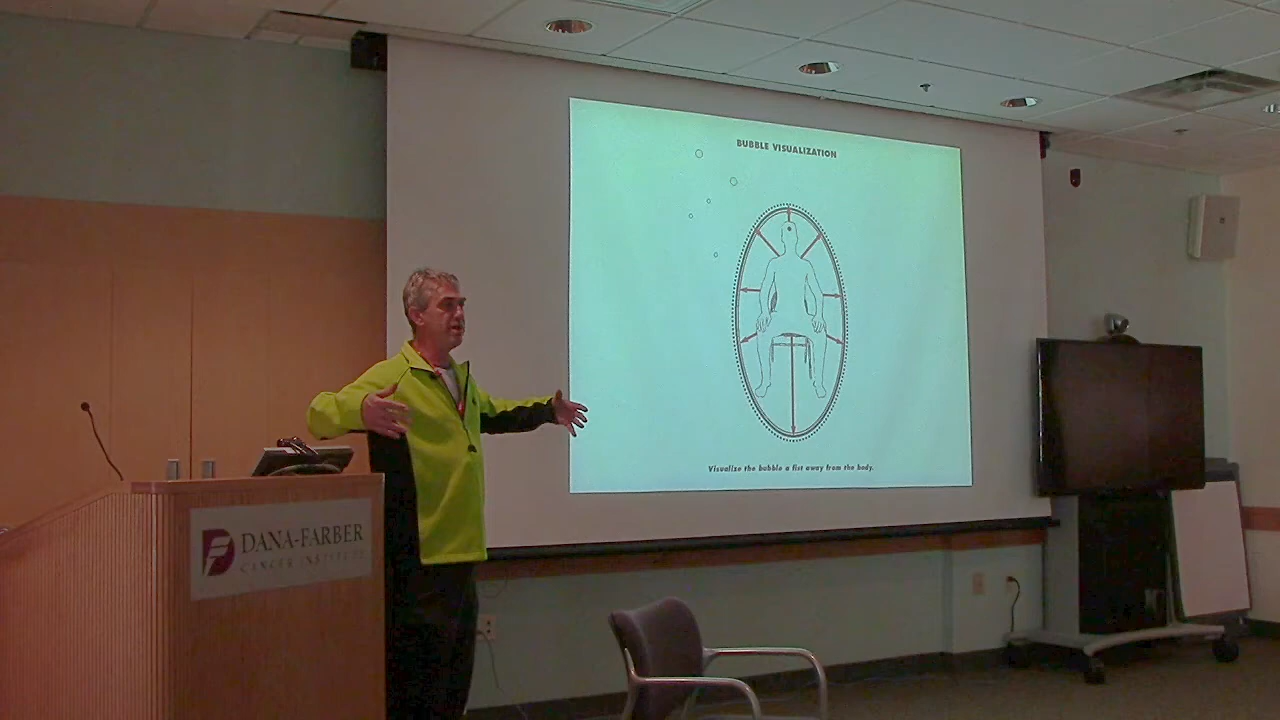 BUBBLE VISUALIZATION
Visualize the bubble a fist away from the body.
DANA-FARBER
CANCER INSTITUTE